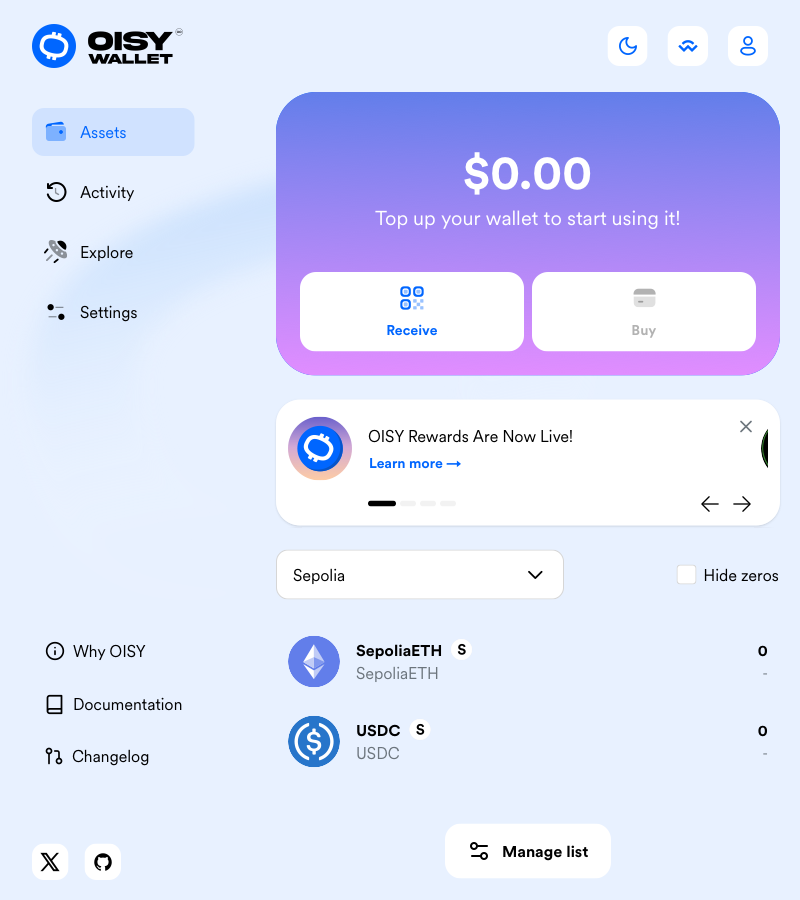 OISY
WALLET
Assets
Activity
Explore
Settings
$0.00
Top up your wallet to start using it!
Receive
Buy
OISY Rewards Are Now Live!
Learn more →
Sepolia
Hide zeros
SepoliaETH S
0
SepoliaETH
-
USDC S
0
USDC
-
Manage list
Why OISY
Documentation
Changelog